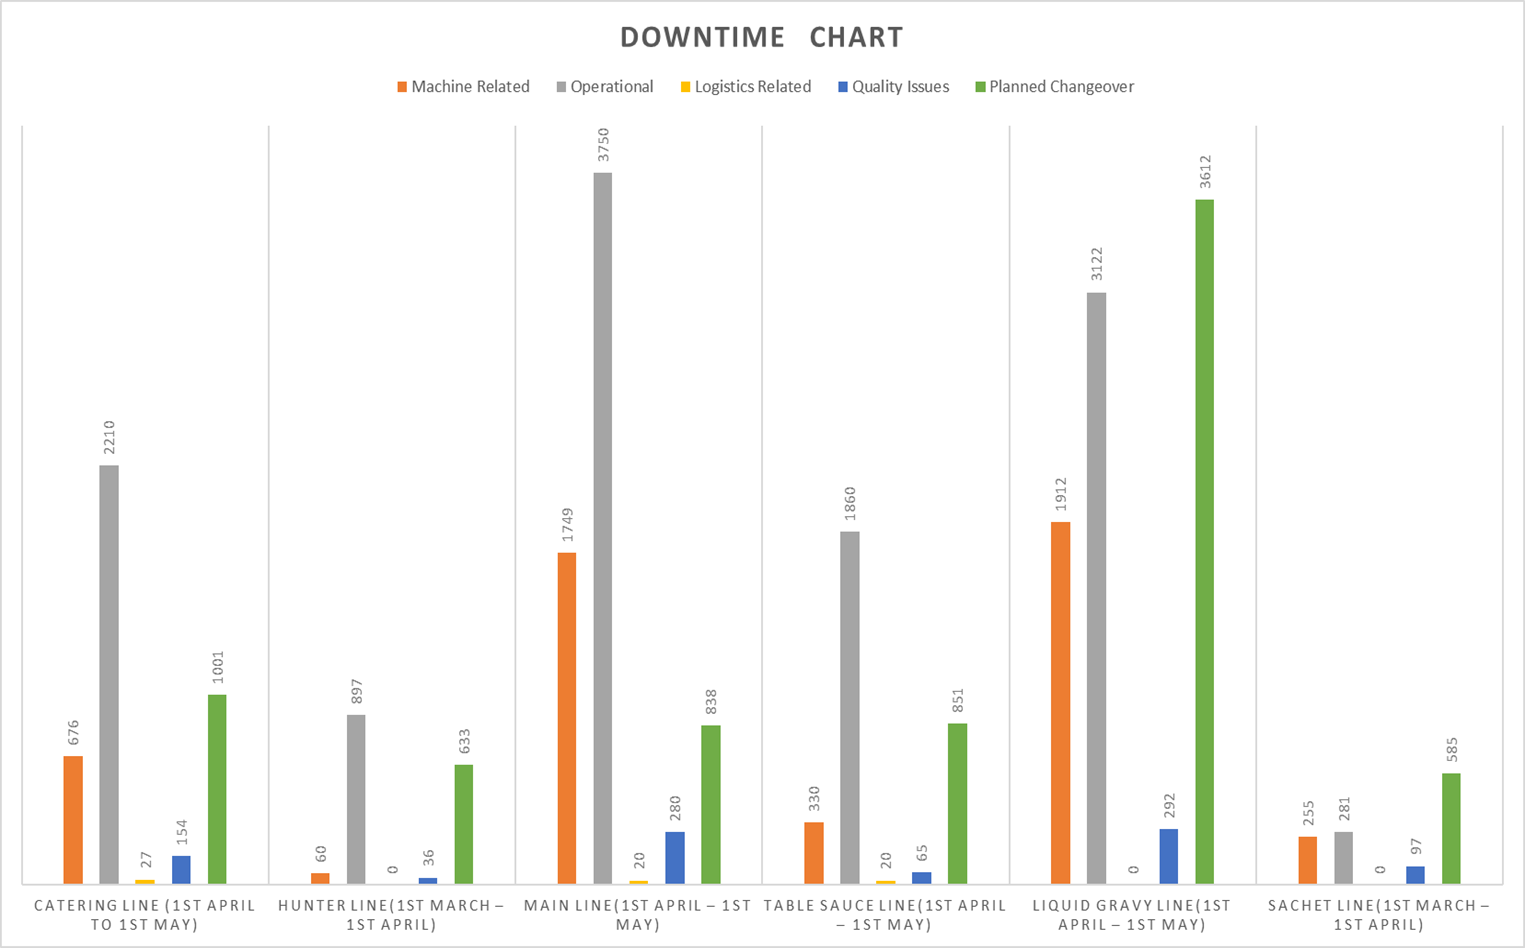 DOWNTIME CHART
Machine Related
Operational
Logistics Related
Quality Issues
Planned Changeover
676
2210
27
154
1001
60
897
0
36
633
1749
3750
20
280
838
330
1860
20
65
851
1912
3122
0
292
3612
255
281
0
97
585
CATERING LINE (1ST APRIL
TO 1ST MAY)
HUNTER LINE(1ST MARCH –
1ST APRIL)
MAIN LINE(1ST APRIL – 1ST
MAY)
TABLE SAUCE LINE(1ST APRIL
– 1ST MAY)
LIQUID GRAVY LINE(1ST
APRIL – 1ST MAY)
SACHET LINE(1ST MARCH –
1ST APRIL)